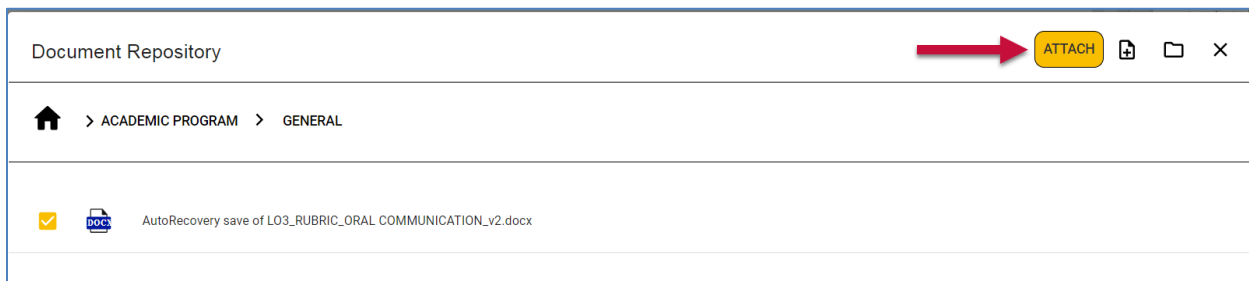 Document Repository
ATTACH
> ACADEMIC PROGRAM > GENERAL
DOCX
AutoRecovery save of LO3_RUBRIC_ORAL COMMUNICATION_v2.docx